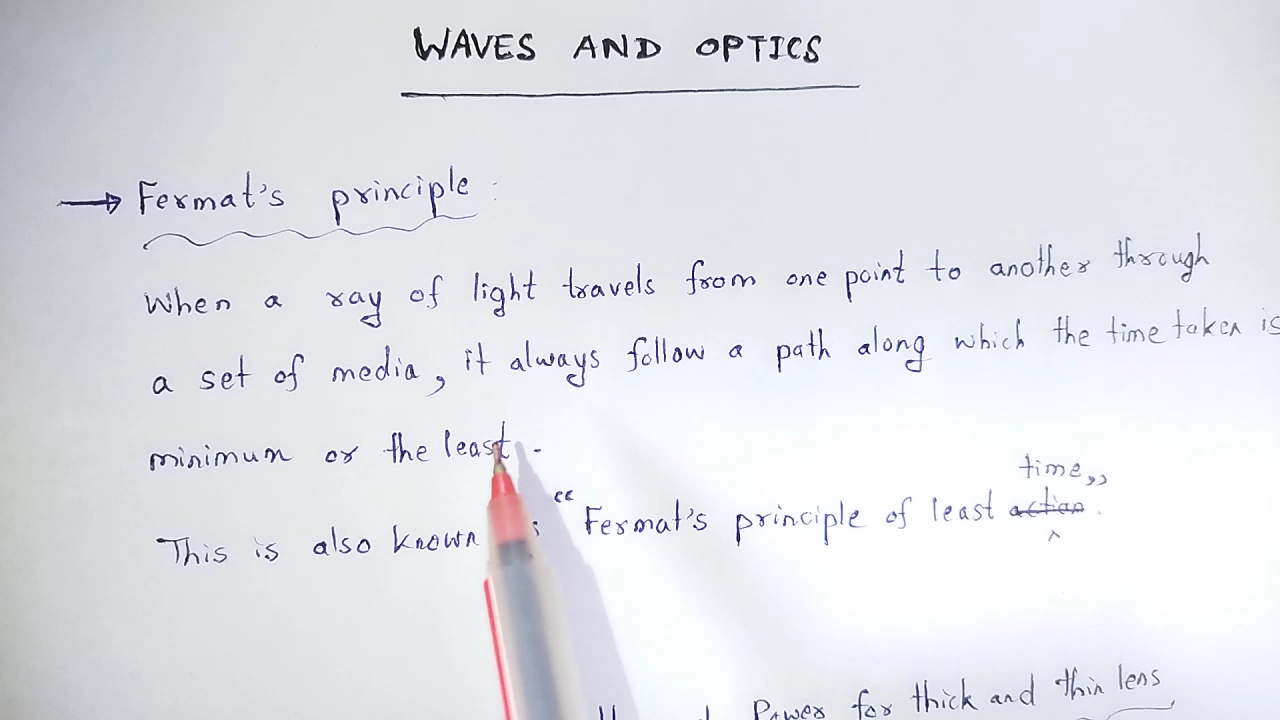 WAVES AND OPTICS
→ Fermat's principle :
When a ray of light travels from one point to another through
a set of media, it always follow a path along which the time taken is
minimum or the least.
time"
This is also known "Fermat's principle of least action.
Power for thick and thin lens